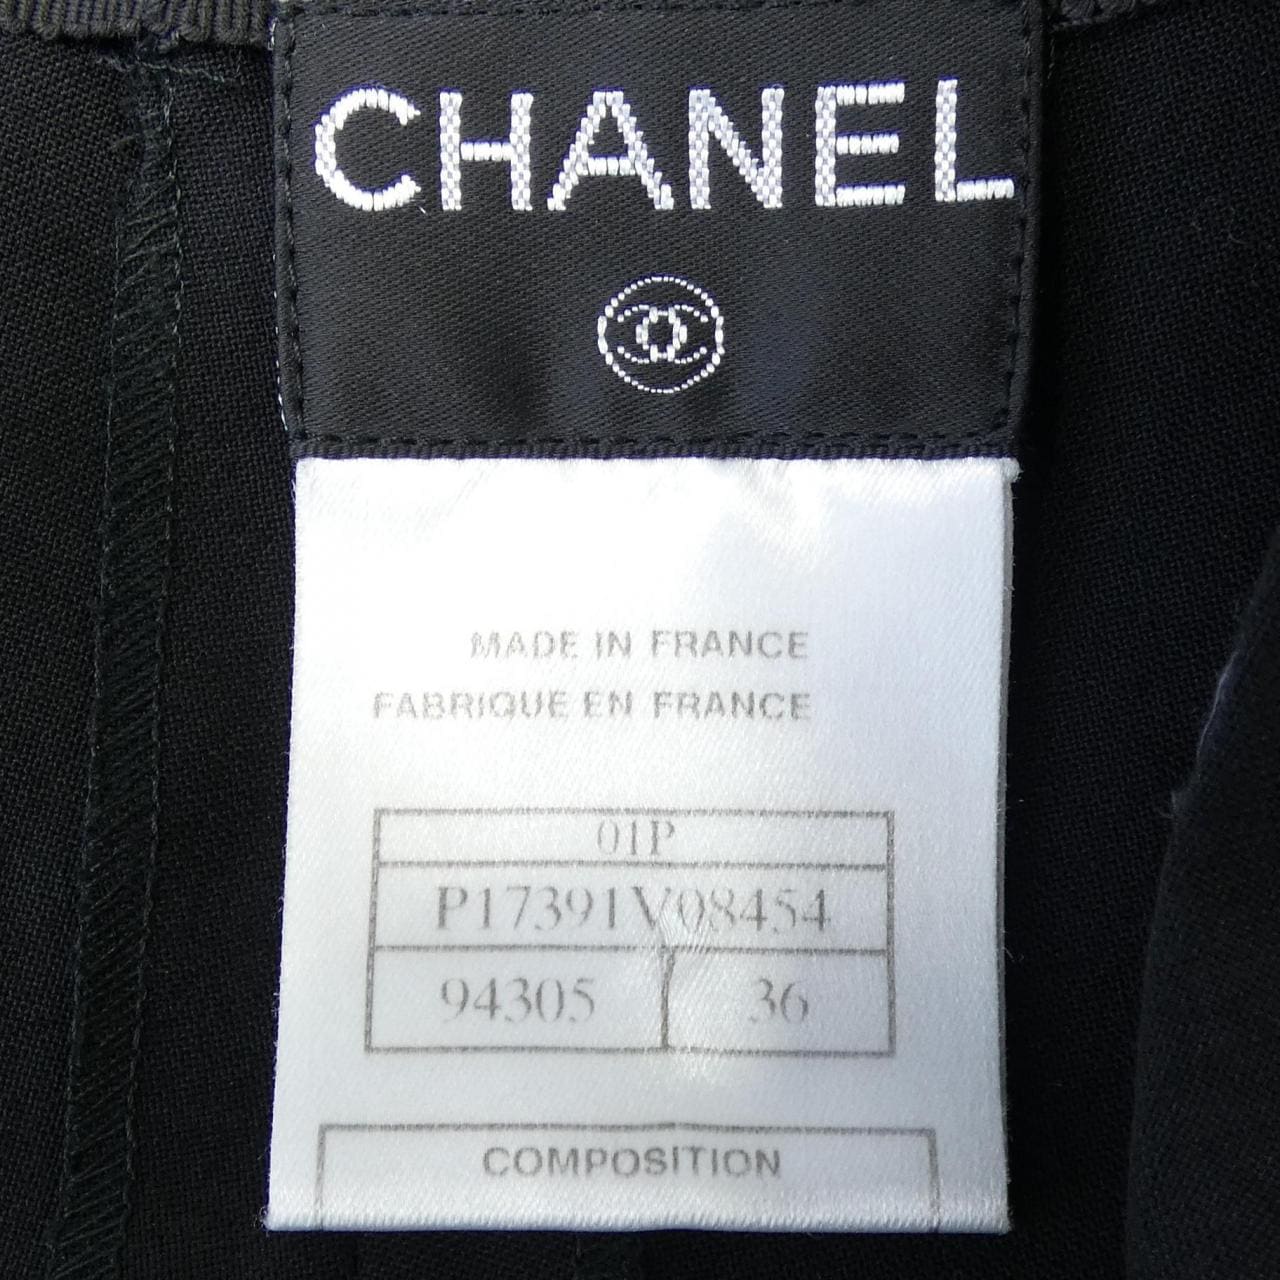 CHANEL
MADE IN FRANCE
FABRIQUE EN FRANCE
01P
P17391V08454
94305 36
COMPOSITION